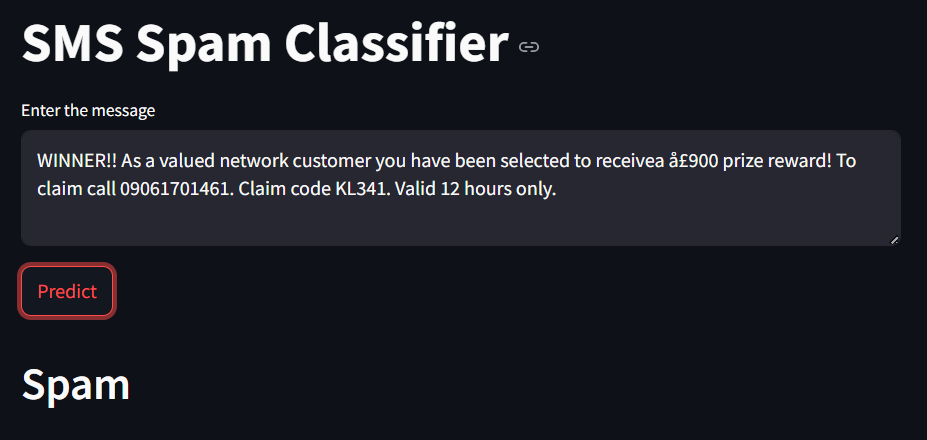 SMS Spam Classifier
Enter the message
WINNER!! As a valued network customer you have been selected to receivea å£900 prize reward! To
claim call 09061701461. Claim code KL341. Valid 12 hours only.
Predict
Spam